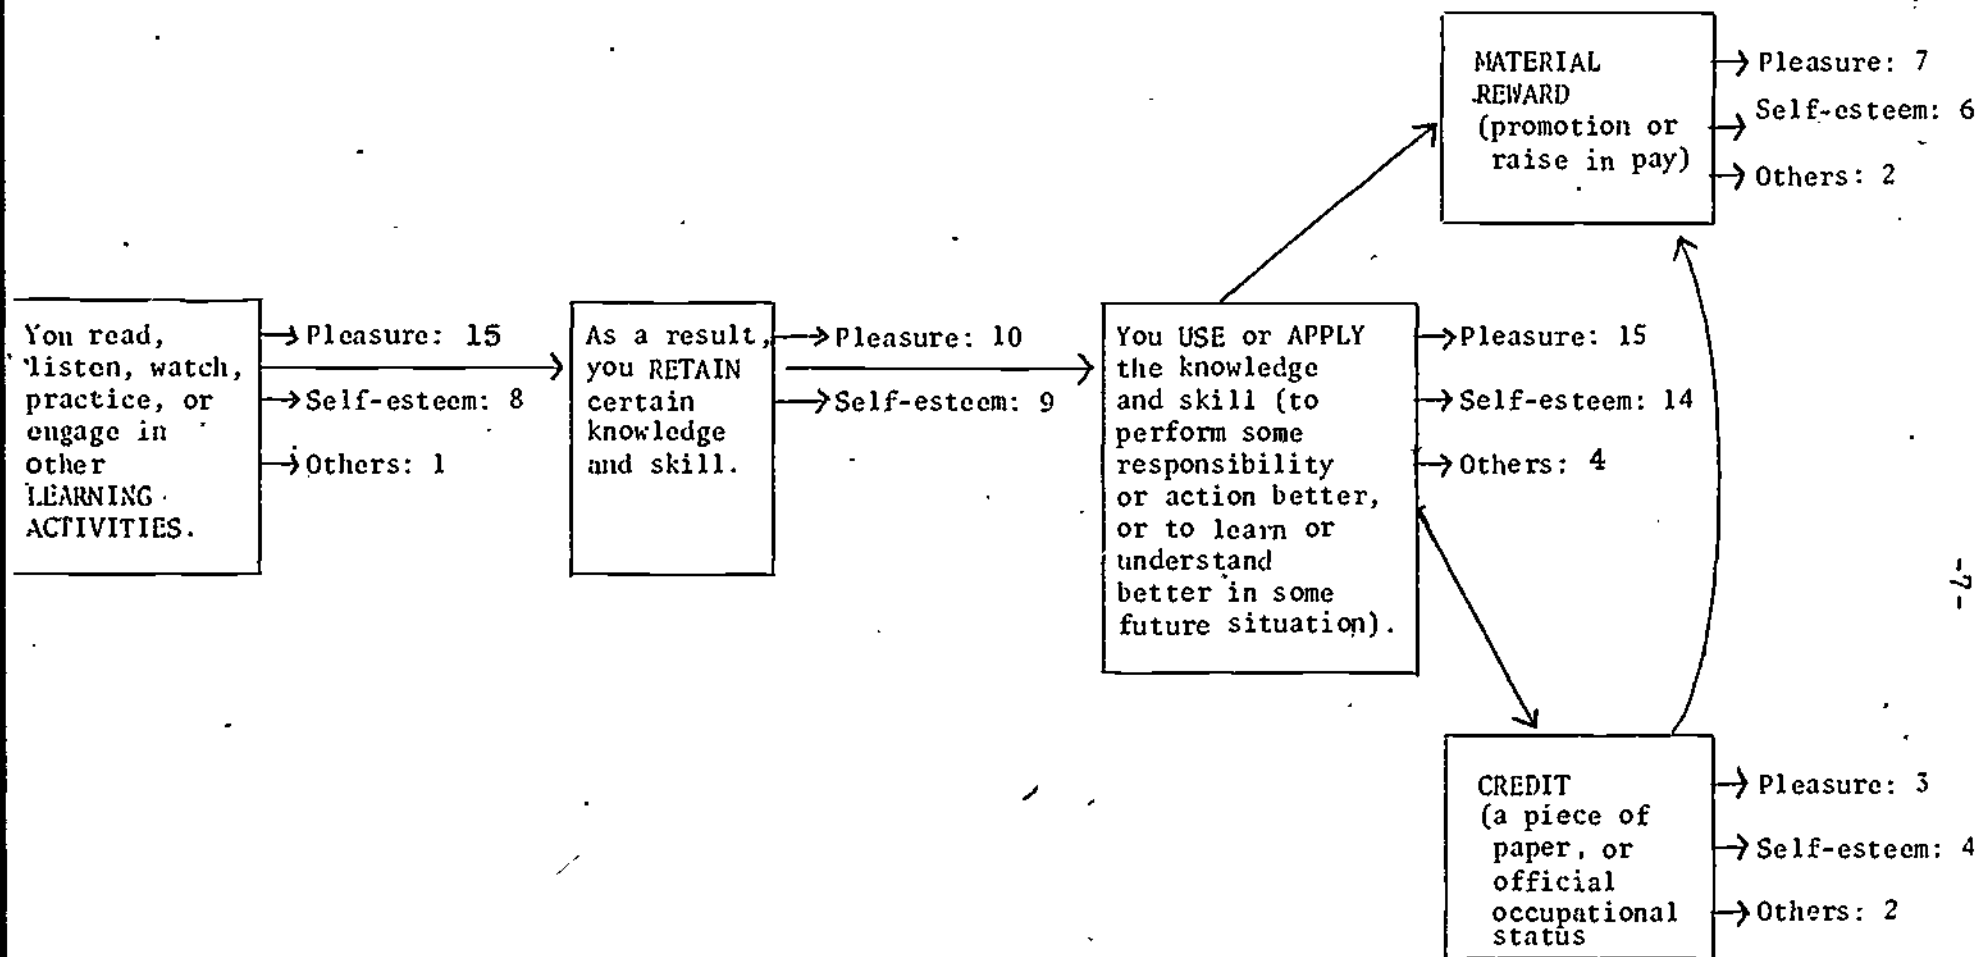 MATERIAL
REWARD
(promotion or
raise in pay)
Pleasure: 7
Self-esteem: 6
Others: 2
You read,
listen, watch,
practice, or
engage in
other
LEARNING
ACTIVITIES.
Pleasure: 15
Self-esteem: 8
Others: 1
As a result,
you RETAIN
certain
knowledge
and skill.
Pleasure: 10
Self-esteem: 9
You USE or APPLY
the knowledge
and skill (to
perform some
responsibility
or action better,
or to learn or
understand
better in some
future situation).
Pleasure: 15
Self-esteem: 14
Others: 4
CREDIT
(a piece of
paper, or
official
occupational
status
Pleasure: 3
Self-esteem: 4
Others: 2
-7-